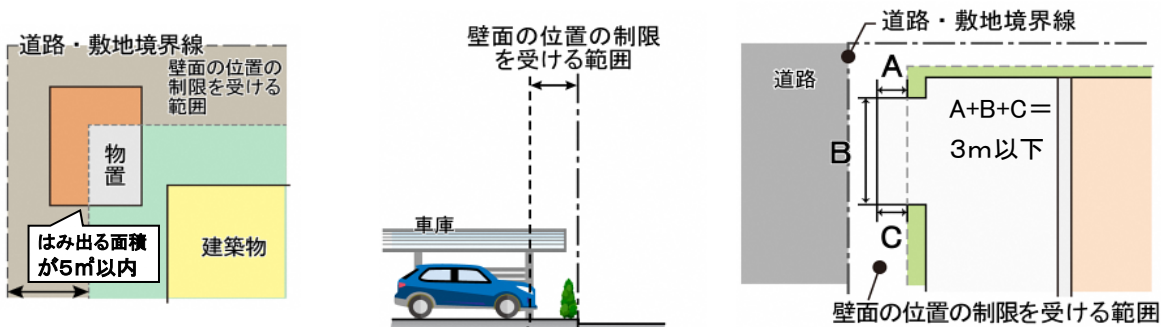 道路・敷地境界線
壁面の位置の
制限を受ける
範囲
物置
はみ出る面積
が5㎡以内
建築物
壁面の位置の制限
を受ける範囲
車庫
道路・敷地境界線
道路
A
A+B+C＝
3m以下
B
C
壁面の位置の制限を受ける範囲